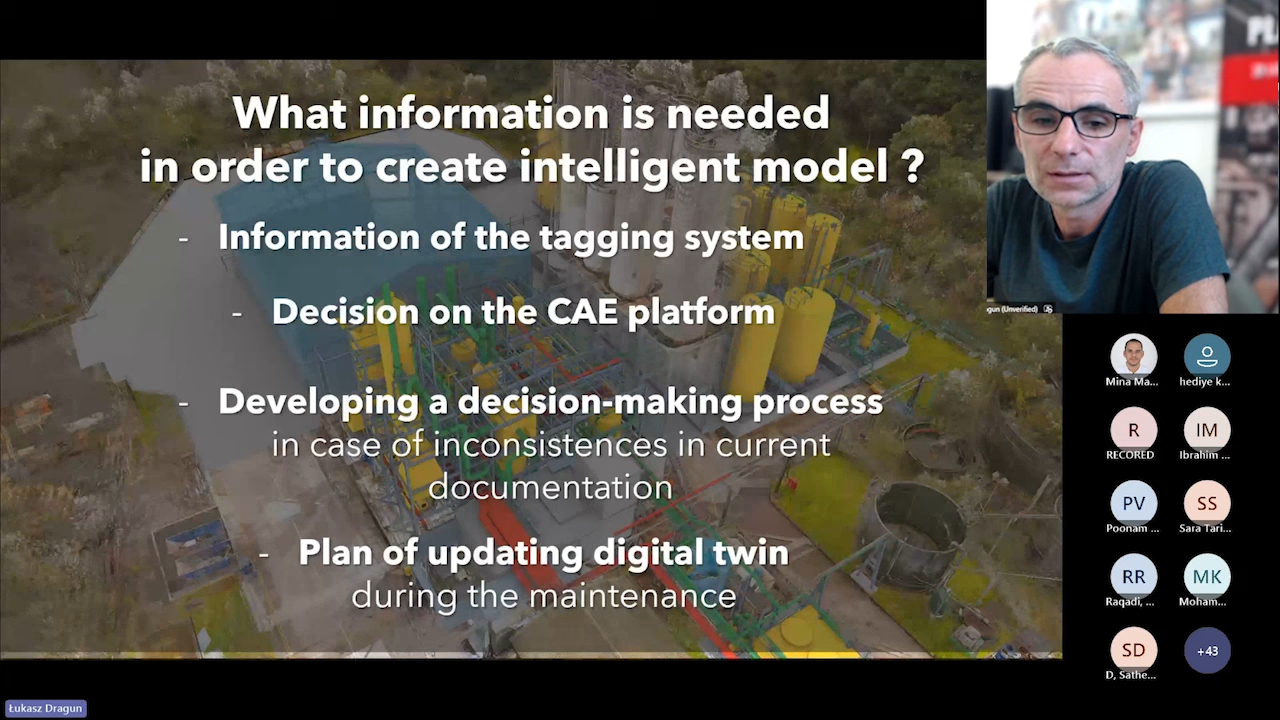 What information is needed
in order to create intelligent model ?
- Information of the tagging system
- Decision on the CAE platform
- Developing a decision-making process
in case of inconsistences in current
documentation
- Plan of updating digital twin
during the maintenance
PL
gun (Unverified)
Mina Ma...
hediye k...
R
IM
RECORED
Ibrahim ...
PV
SS
Poonam ...
Sara Tari...
RR
MK
Raqadi, ...
Moham...
SD
+43
D, Sathe...
Łukasz Dragun